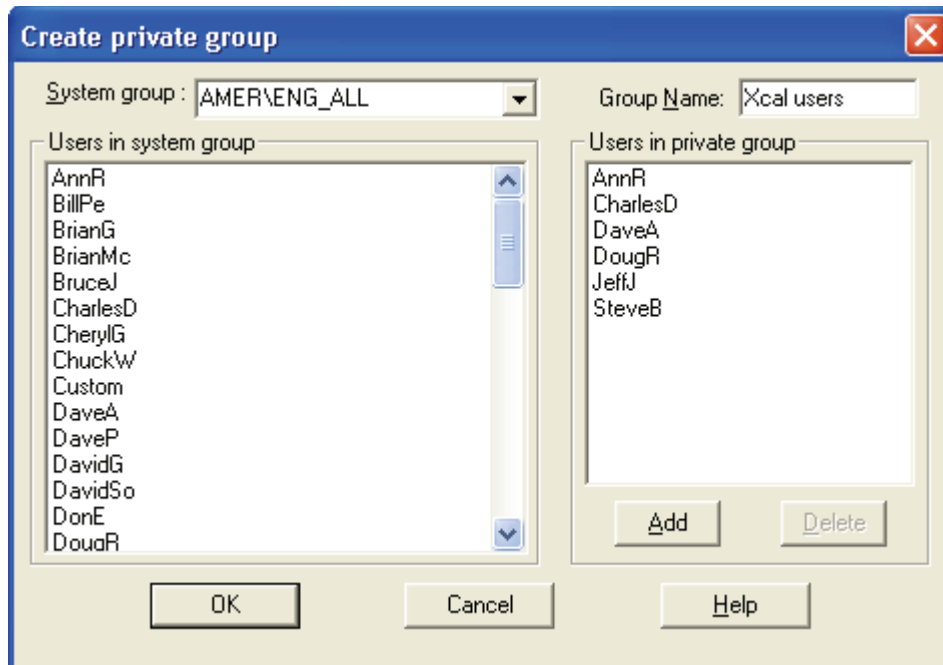 Create private group
System group : AMER\ENG_ALL
Group Name: Xcal users
Users in system group
AnnR
BillPe
BrianG
BrianMc
BruceJ
CharlesD
CherylG
ChuckW
Custom
DaveA
DaveP
DavidG
DavidSo
DonE
DougR
Users in private group
AnnR
CharlesD
DaveA
DougR
JeffJ
SteveB
Add
Delete
OK
Cancel
Help